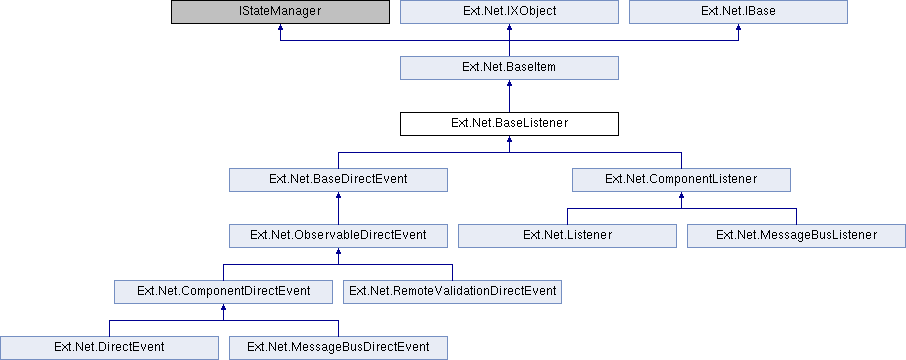 IStateManager
Ext.Net.IXObject
Ext.Net.IBase
Ext.Net.BaseItem
Ext.Net.BaseListener
Ext.Net.BaseDirectEvent
Ext.Net.ComponentListener
Ext.Net.ObservableDirectEvent
Ext.Net.Listener
Ext.Net.MessageBusListener
Ext.Net.ComponentDirectEvent
Ext.Net.RemoteValidationDirectEvent
Ext.Net.DirectEvent
Ext.Net.MessageBusDirectEvent